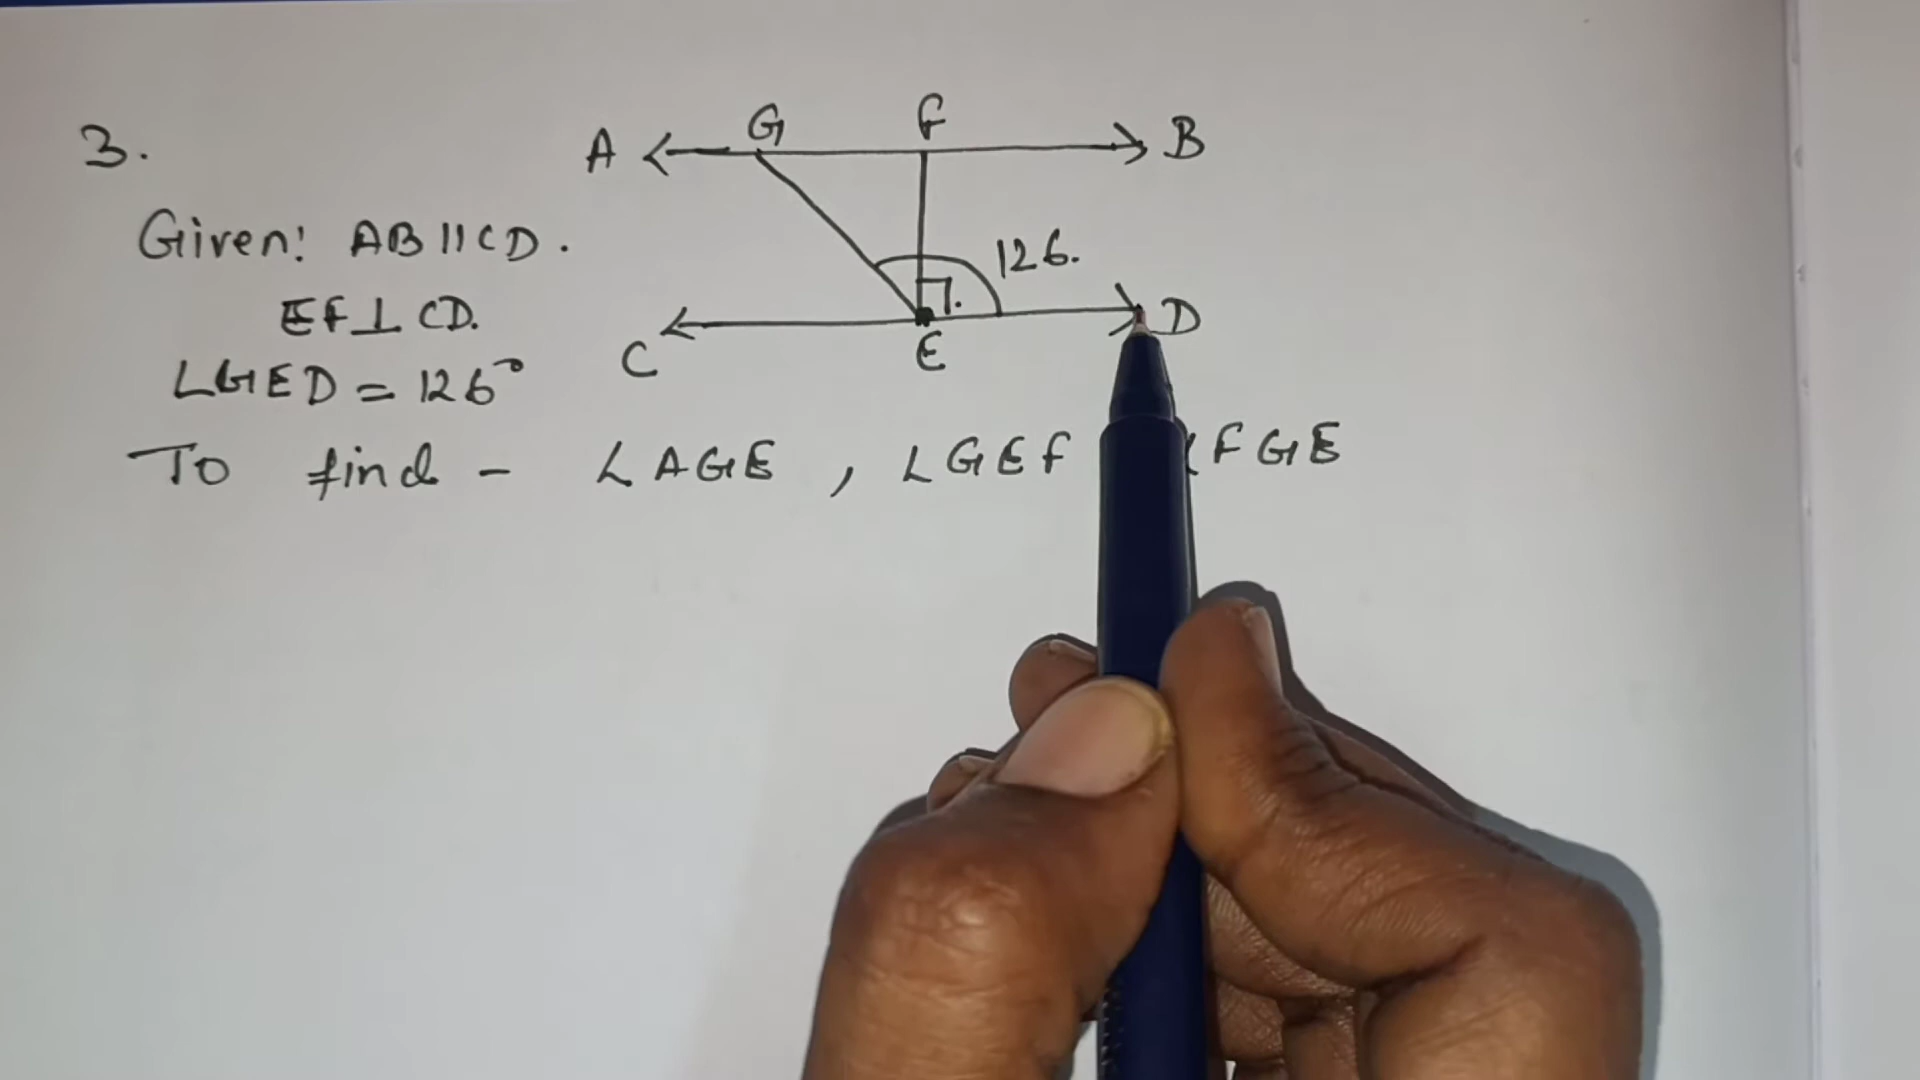 3.
G F
A B
Given! AB || CD.
126.
EF ⊥ CD.
D
C E
∠GED = 126°
To find - ∠AGE, ∠GEF ∠FGE